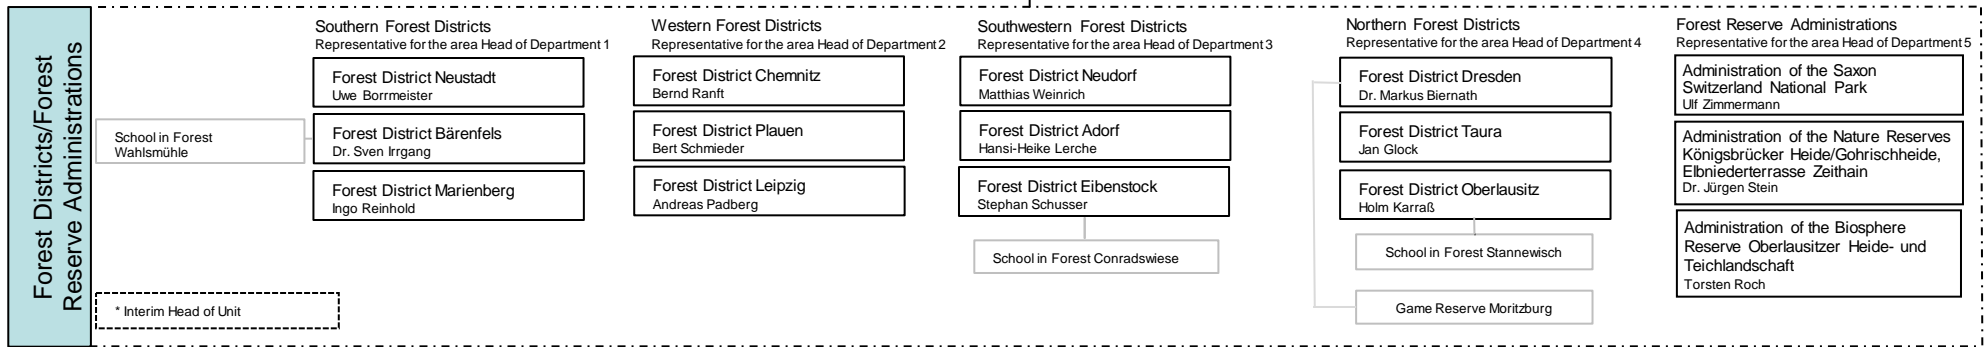 Forest Districts/Forest
Reserve Administrations
School in Forest
Wahlsmühle
* Interim Head of Unit
Southern Forest Districts
Representative for the area Head of Department 1
Forest District Neustadt
Uwe Borrmeister
Forest District Bärenfels
Dr. Sven Irrgang
Forest District Marienberg
Ingo Reinhold
Western Forest Districts
Representative for the area Head of Department 2
Forest District Chemnitz
Bernd Ranft
Forest District Plauen
Bert Schmieder
Forest District Leipzig
Andreas Padberg
Southwestern Forest Districts
Representative for the area Head of Department 3
Forest District Neudorf
Matthias Weinrich
Forest District Adorf
Hansi-Heike Lerche
Forest District Eibenstock
Stephan Schusser
School in Forest Conradswiese
Northern Forest Districts
Representative for the area Head of Department 4
Forest District Dresden
Dr. Markus Biernath
Forest District Taura
Jan Glock
Forest District Oberlausitz
Holm Karraß
School in Forest Stannewisch
Game Reserve Moritzburg
Forest Reserve Administrations
Representative for the area Head of Department 5
Administration of the Saxon
Switzerland National Park
Ulf Zimmermann
Administration of the Nature Reserves
Königsbrücker Heide/Gohrischheide,
Elbniederterrasse Zeithain
Dr. Jürgen Stein
Administration of the Biosphere
Reserve Oberlausitzer Heide- und
Teichlandschaft
Torsten Roch